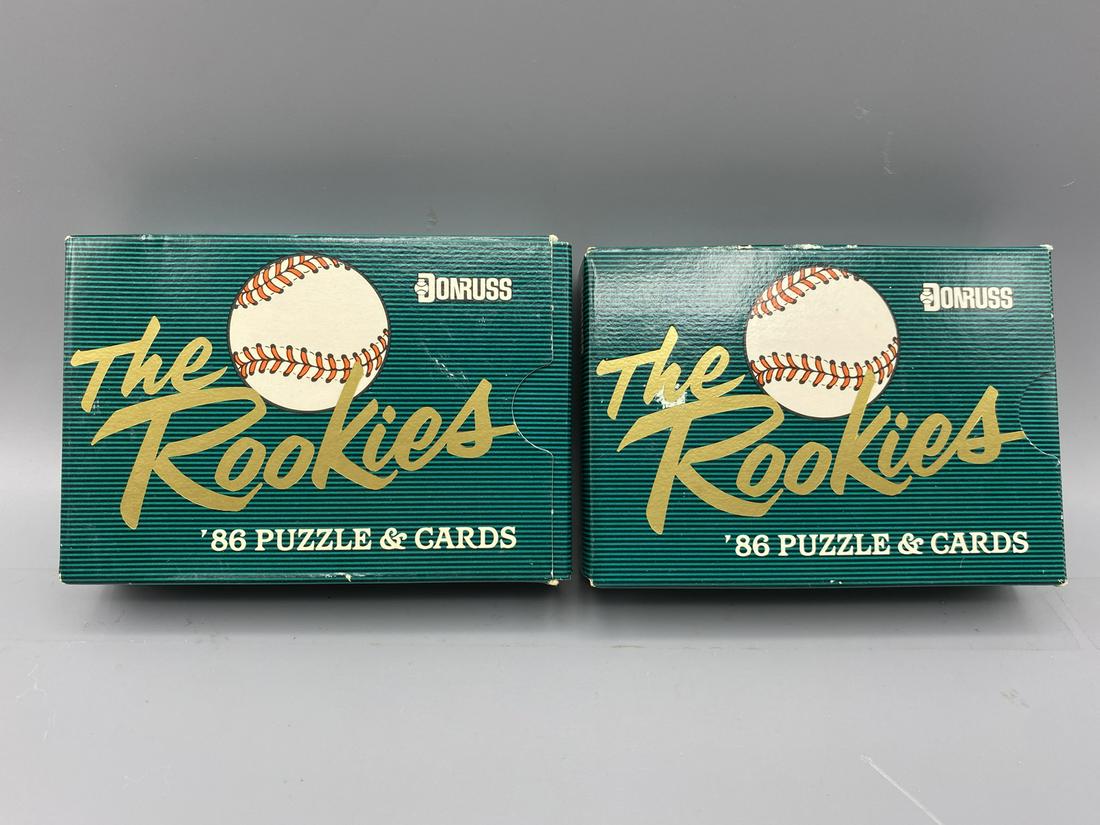 DONRUSS
The
Rookies
'86 PUZZLE & CARDS
DONRUSS
The
Rookies
'86 PUZZLE & CARDS